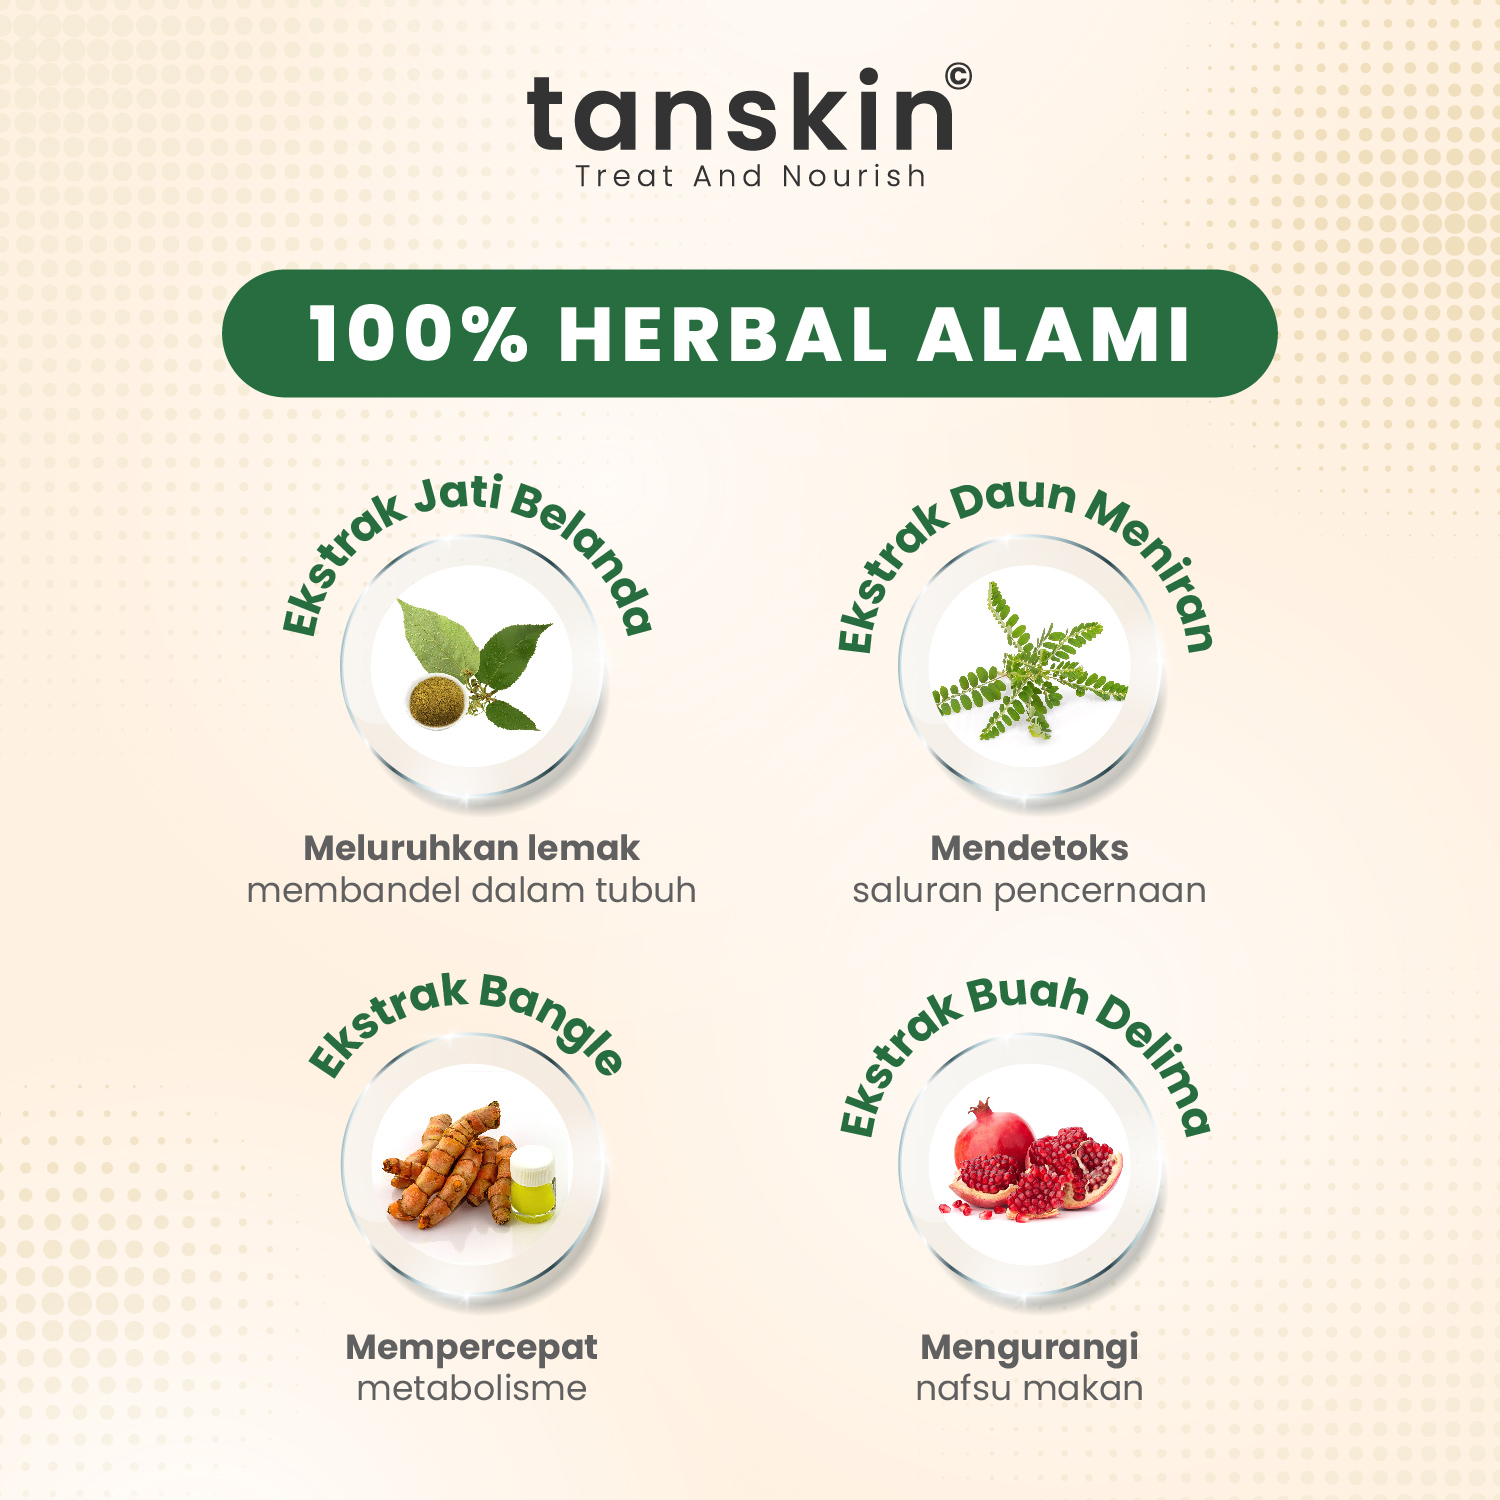 tanskin©
Treat And Nourish
100% HERBAL ALAMI
Ekstrak Jati Belanda
Meluruhkan lemak
membandel dalam tubuh
Ekstrak Daun Meniran
Mendetoks
saluran pencernaan
Ekstrak Bangle
Mempercepat
metabolisme
Ekstrak Buah Delima
Mengurangi
nafsu makan